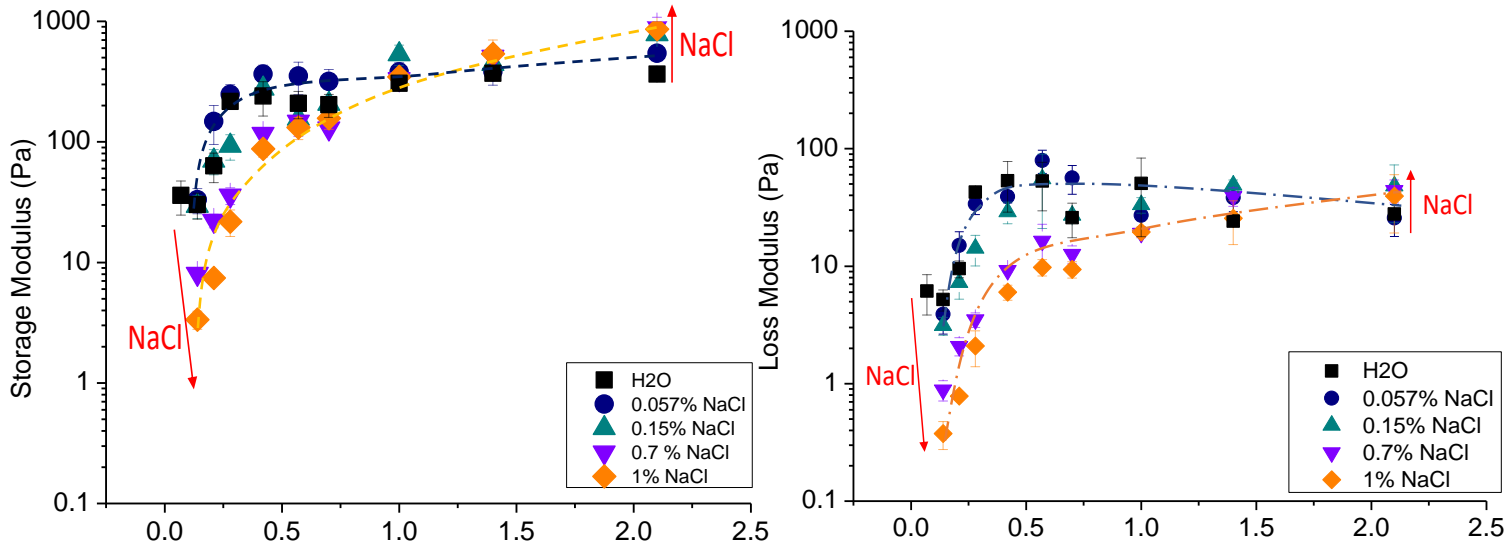 1000
100
10
1
0.1
Storage Modulus (Pa)
0.0
0.5
1.0
1.5
2.0
2.5
NaCl
NaCl
H2O
0.057% NaCl
0.15% NaCl
0.7 % NaCl
1% NaCl
1000
100
10
1
0.1
Loss Modulus (Pa)
0.0
0.5
1.0
1.5
2.0
2.5
NaCl
NaCl
H2O
0.057% NaCl
0.15% NaCl
0.7% NaCl
1% NaCl